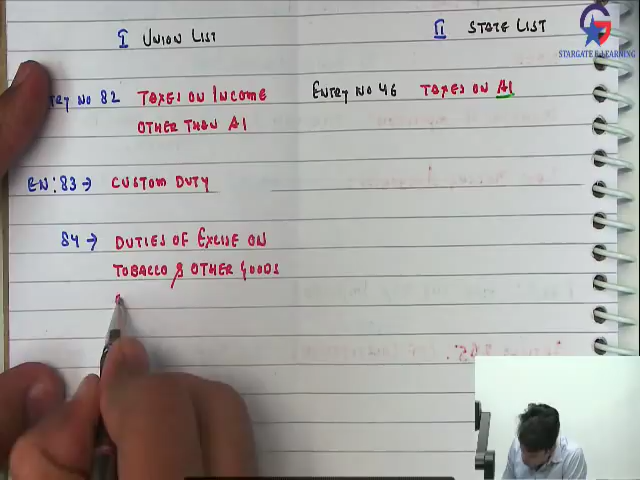 I UNION LIST
II STATE LIST
STARGATE E-LEARNING
No 82 TAXES ON INCOME
OTHER THAN AI
ENTRY NO 46 TAXES ON AI
EN: 83 → CUSTOM DUTY
84 → DUTIES OF EXCISE ON
TOBACCO & OTHER GOODS